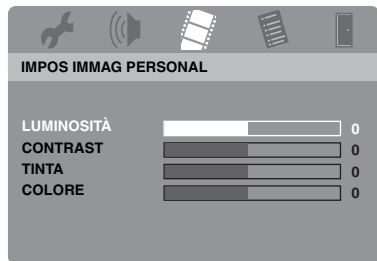 IMPOS IMMAG PERSONAL
LUMINOSITÀ 0
CONTRAST 0
TINTA 0
COLORE 0